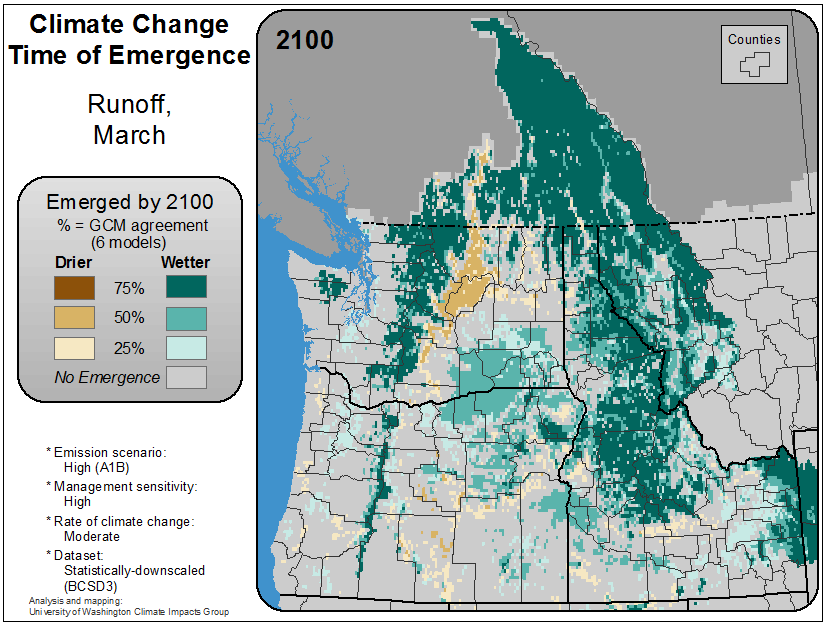 Climate Change
Time of Emergence
Runoff,
March
Emerged by 2100
% = GCM agreement
(6 models)
Drier Wetter
75%
50%
25%
No Emergence
* Emission scenario:
High (A1B)
* Management sensitivity:
High
* Rate of climate change:
Moderate
* Dataset:
Statistically-downscaled
(BCSD3)
Analysis and mapping:
University of Washington Climate Impacts Group
2100
Counties